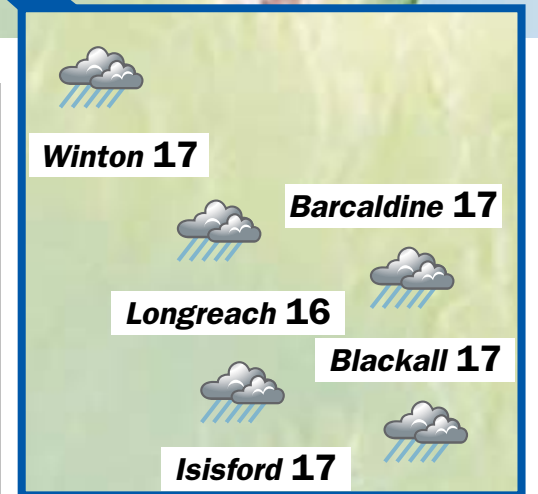 Winton 17
Barcaldine 17
Longreach 16
Blackall 17
Isisford 17